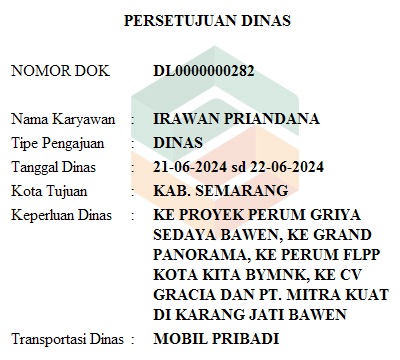 PERSETUJUAN DINAS
NOMOR DOK DL0000000282
Nama Karyawan : IRAWAN PRIANDANA
Tipe Pengajuan : DINAS
Tanggal Dinas : 21-06-2024 sd 22-06-2024
Kota Tujuan : KAB. SEMARANG
Keperluan Dinas : KE PROYEK PERUM GRIYA
SEDAYA BAWEN, KE GRAND
PANORAMA, KE PERUM FLPP
KOTA KITA BYMNK, KE CV
GRACIA DAN PT. MITRA KUAT
DI KARANG JATI BAWEN
Transportasi Dinas : MOBIL PRIBADI